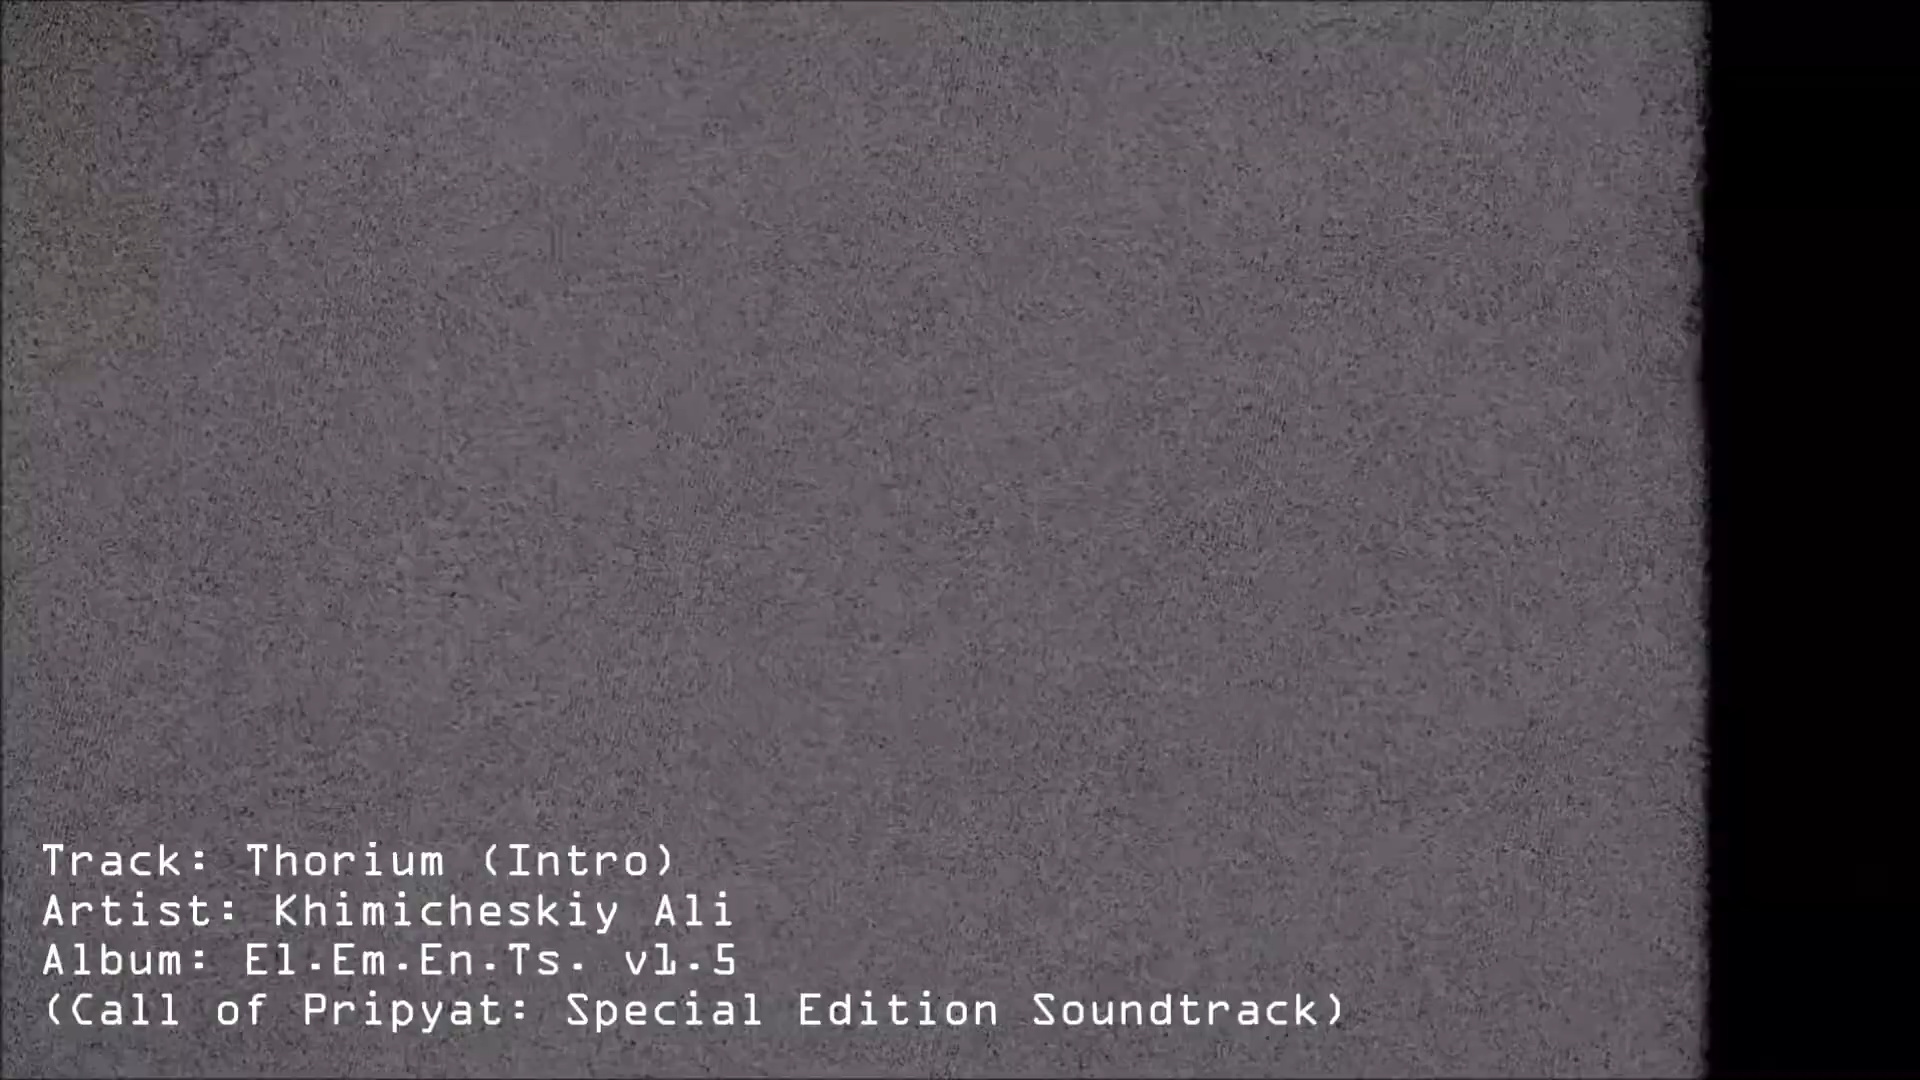 Track: Thorium (Intro)
Artist: Khimicheskiy Ali
Album: El.Em.En.Ts. v1.5
(Call of Pripyat: Special Edition Soundtrack)